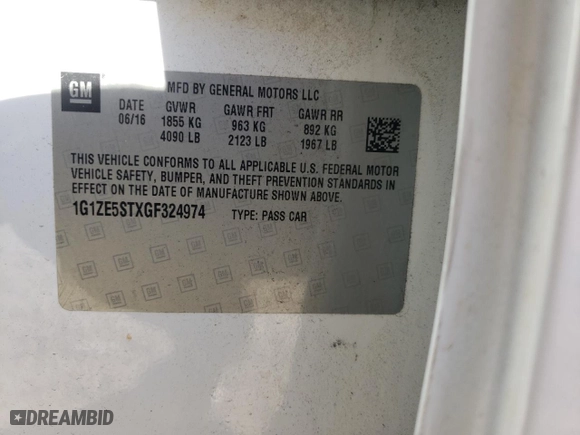 GM
MFD BY GENERAL MOTORS LLC
DATE GVWR GAWR FRT GAWR RR
06/16 1855 KG 963 KG 892 KG
4090 LB 2123 LB 1967 LB
THIS VEHICLE CONFORMS TO ALL APPLICABLE U.S. FEDERAL MOTOR
VEHICLE SAFETY, BUMPER, AND THEFT PREVENTION STANDARDS IN
EFFECT ON THE DATE OF MANUFACTURE SHOWN ABOVE.
1G1ZE5STXGF324974 TYPE: PASS CAR
DREAMBID